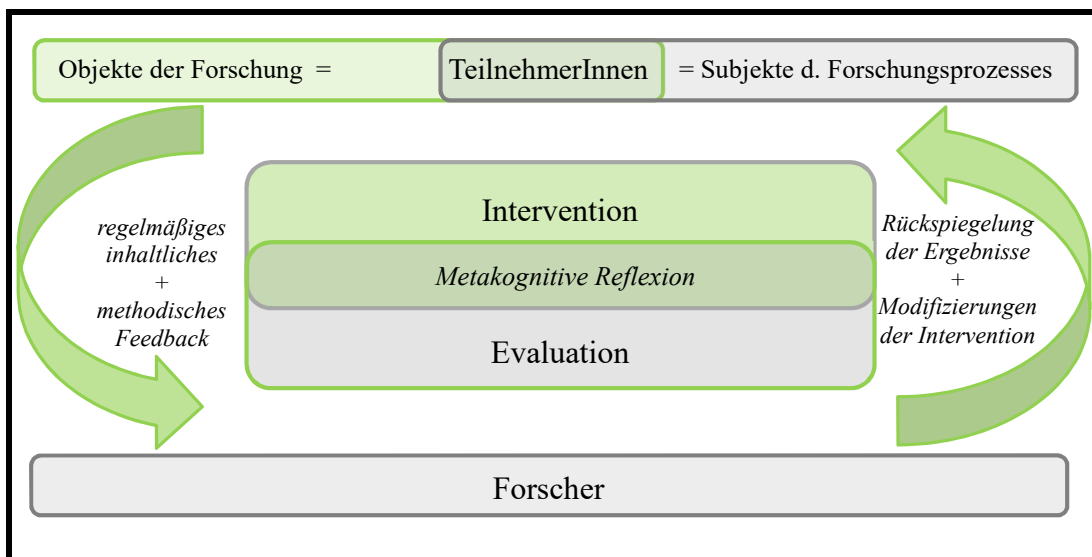 Objekte der Forschung = TeilnehmerInnen = Subjekte d. Forschungsprozesses
regelmäßiges
inhaltliches
+
methodisches
Feedback
Intervention
Metakognitive Reflexion
Evaluation
Rückspiegelung
der Ergebnisse
+
Modifizierungen
der Intervention
Forscher